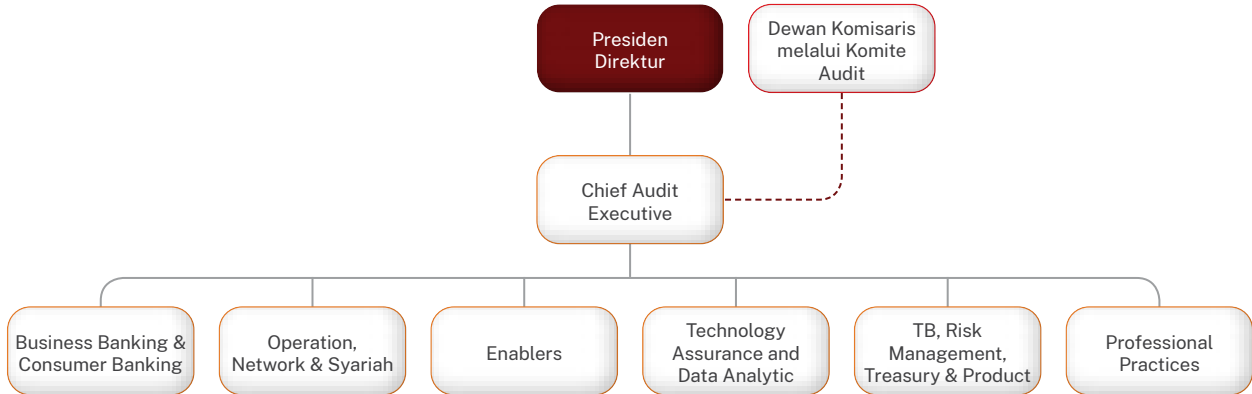 Presiden
Direktur
Dewan Komisaris
melalui Komite
Audit
Chief Audit
Executive
Business Banking &
Consumer Banking
Operation,
Network & Syariah
Enablers
Technology
Assurance and
Data Analytic
TB, Risk
Management,
Treasury & Product
Professional
Practices